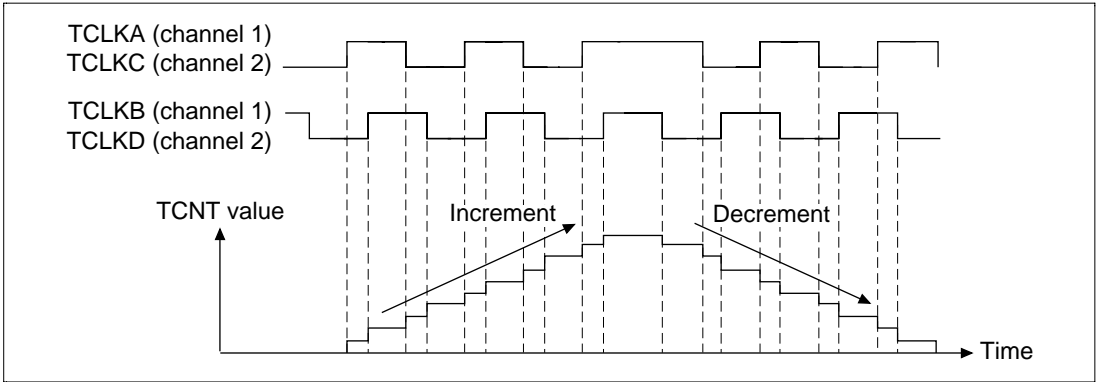 TCLKA (channel 1)
TCLKC (channel 2)
TCLKB (channel 1)
TCLKD (channel 2)
TCNT value
Increment
Decrement
Time